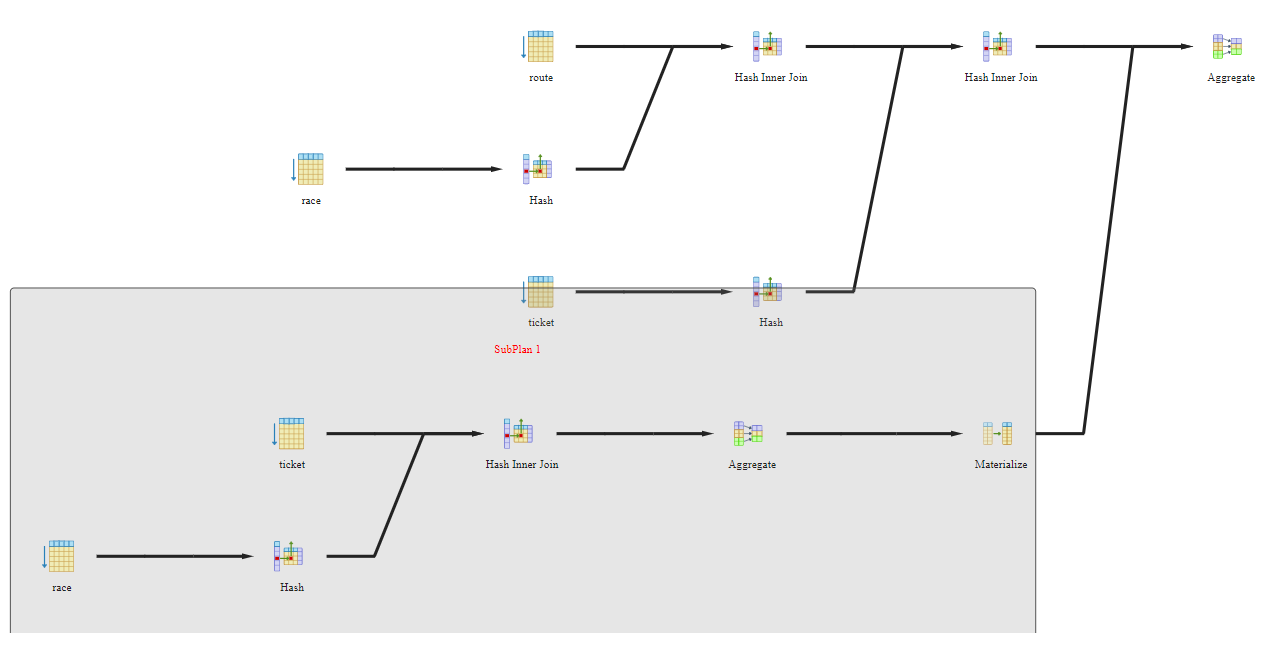 route
Hash Inner Join
Hash Inner Join
Aggregate
race
Hash
ticket
Hash
SubPlan 1
ticket
Hash Inner Join
Aggregate
Materialize
race
Hash